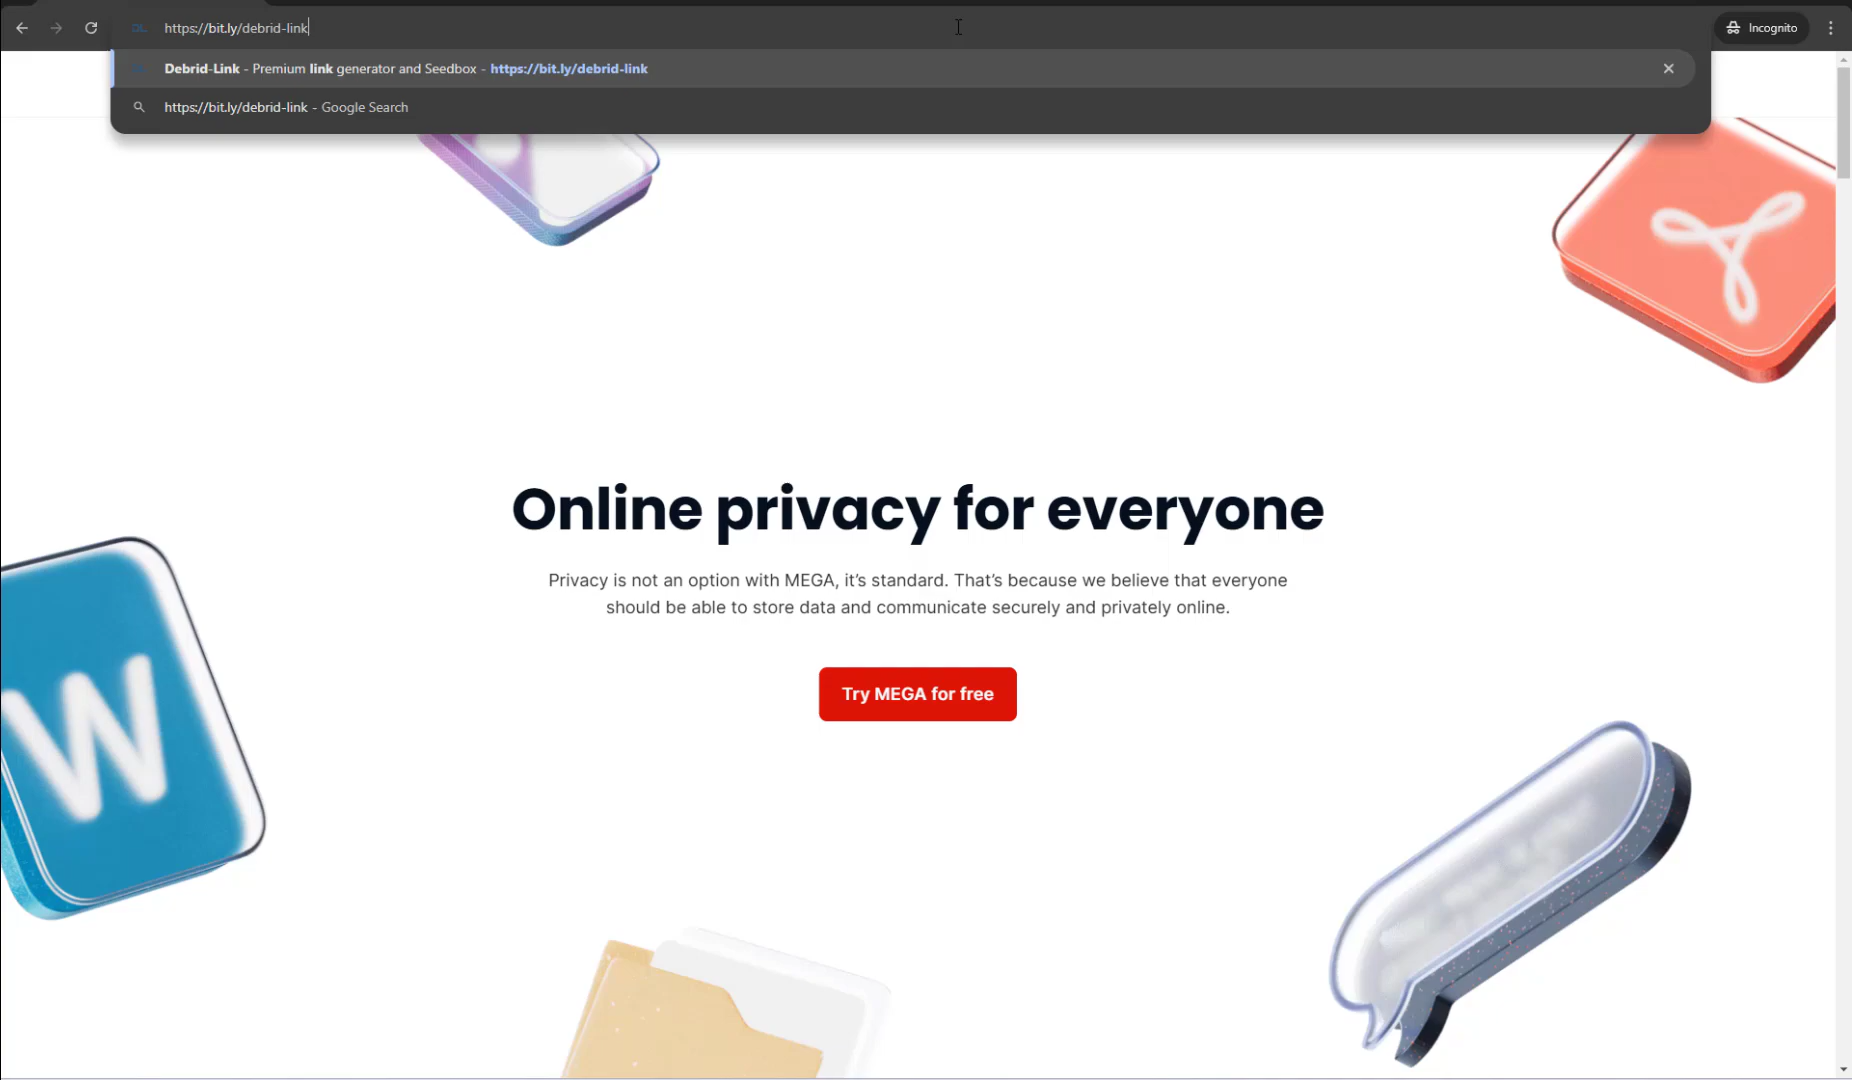 https://bit.ly/debrid-link
Incognito
Debrid-Link - Premium link generator and Seedbox - https://bit.ly/debrid-link
https://bit.ly/debrid-link - Google Search
Online privacy for everyone
Privacy is not an option with MEGA, it’s standard. That’s because we believe that everyone
should be able to store data and communicate securely and privately online.
Try MEGA for free
W